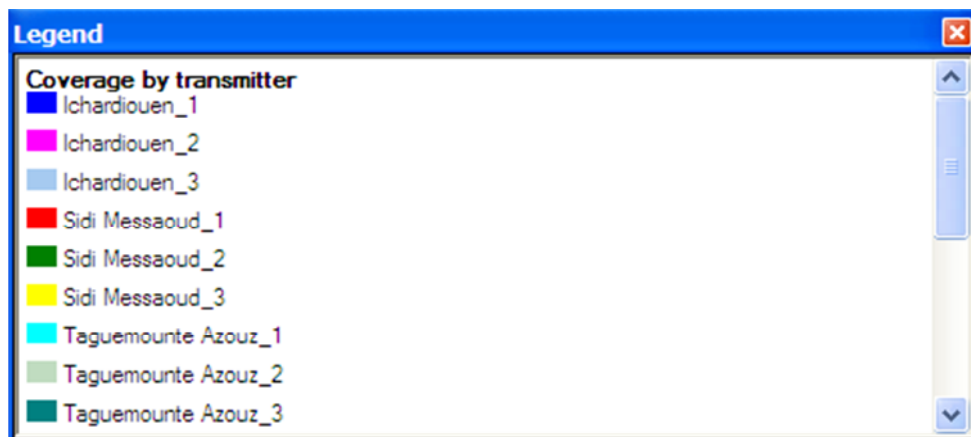 Legend
Coverage by transmitter
Ichardiouen_1
Ichardiouen_2
Ichardiouen_3
Sidi Messaoud_1
Sidi Messaoud_2
Sidi Messaoud_3
Taguemounte Azouz_1
Taguemounte Azouz_2
Taguemounte Azouz_3